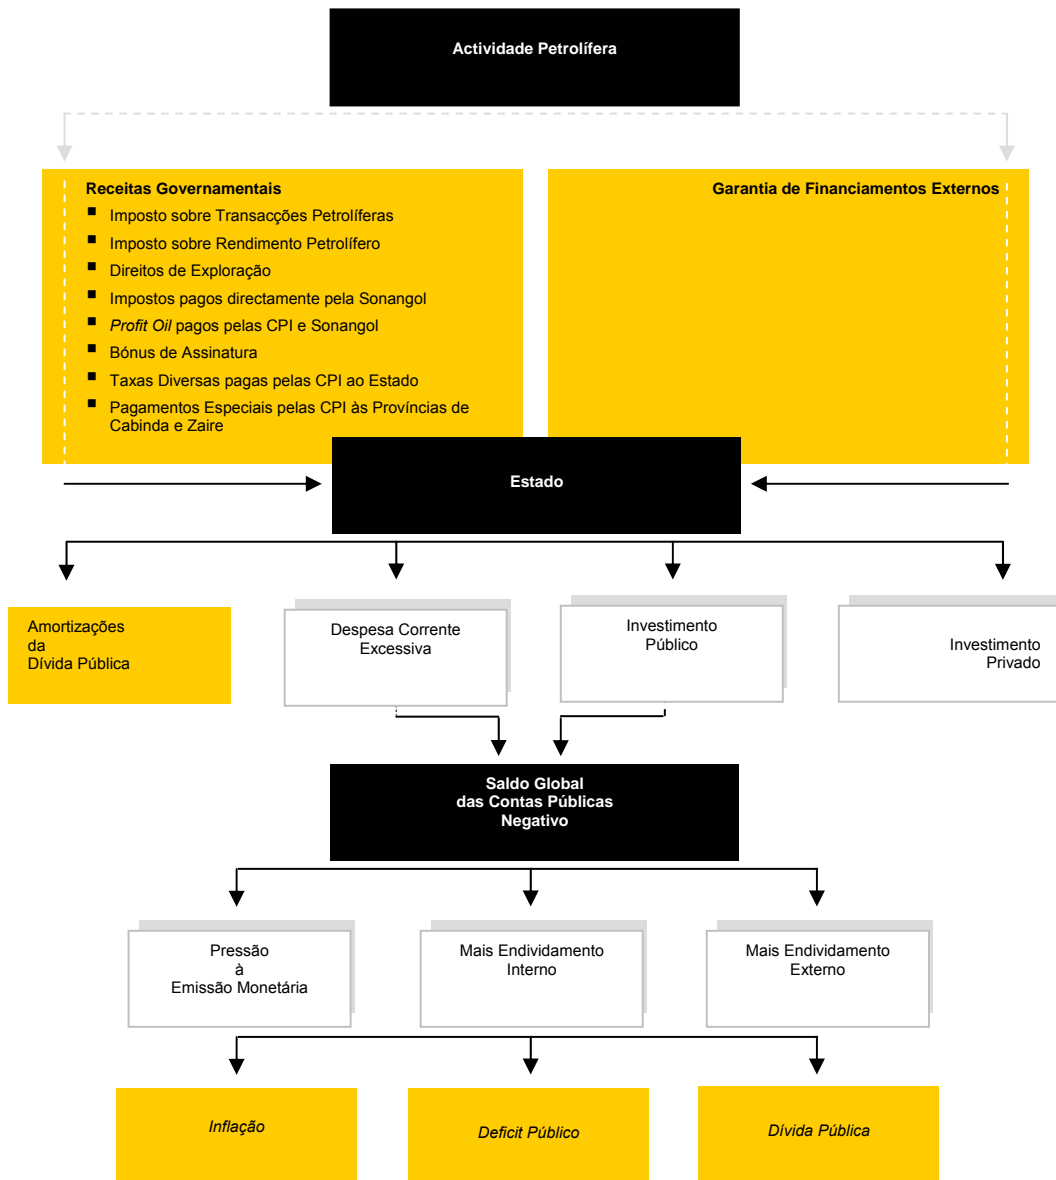 Actividade Petrolífera
Receitas Governamentais
▪ Imposto sobre Transacções Petrolíferas
▪ Imposto sobre Rendimento Petrolífero
▪ Direitos de Exploração
▪ Impostos pagos directamente pela Sonangol
▪ Profit Oil pagos pelas CPI e Sonangol
▪ Bónus de Assinatura
▪ Taxas Diversas pagas pelas CPI ao Estado
▪ Pagamentos Especiais pelas CPI às Províncias de
Cabinda e Zaire
Garantia de Financiamentos Externos
Estado
Amortizações
da
Dívida Pública
Despesa Corrente
Excessiva
Investimento
Público
Investimento
Privado
Saldo Global
das Contas Públicas
Negativo
Pressão
à
Emissão Monetária
Mais Endividamento
Interno
Mais Endividamento
Externo
Inflação
Deficit Público
Dívida Pública